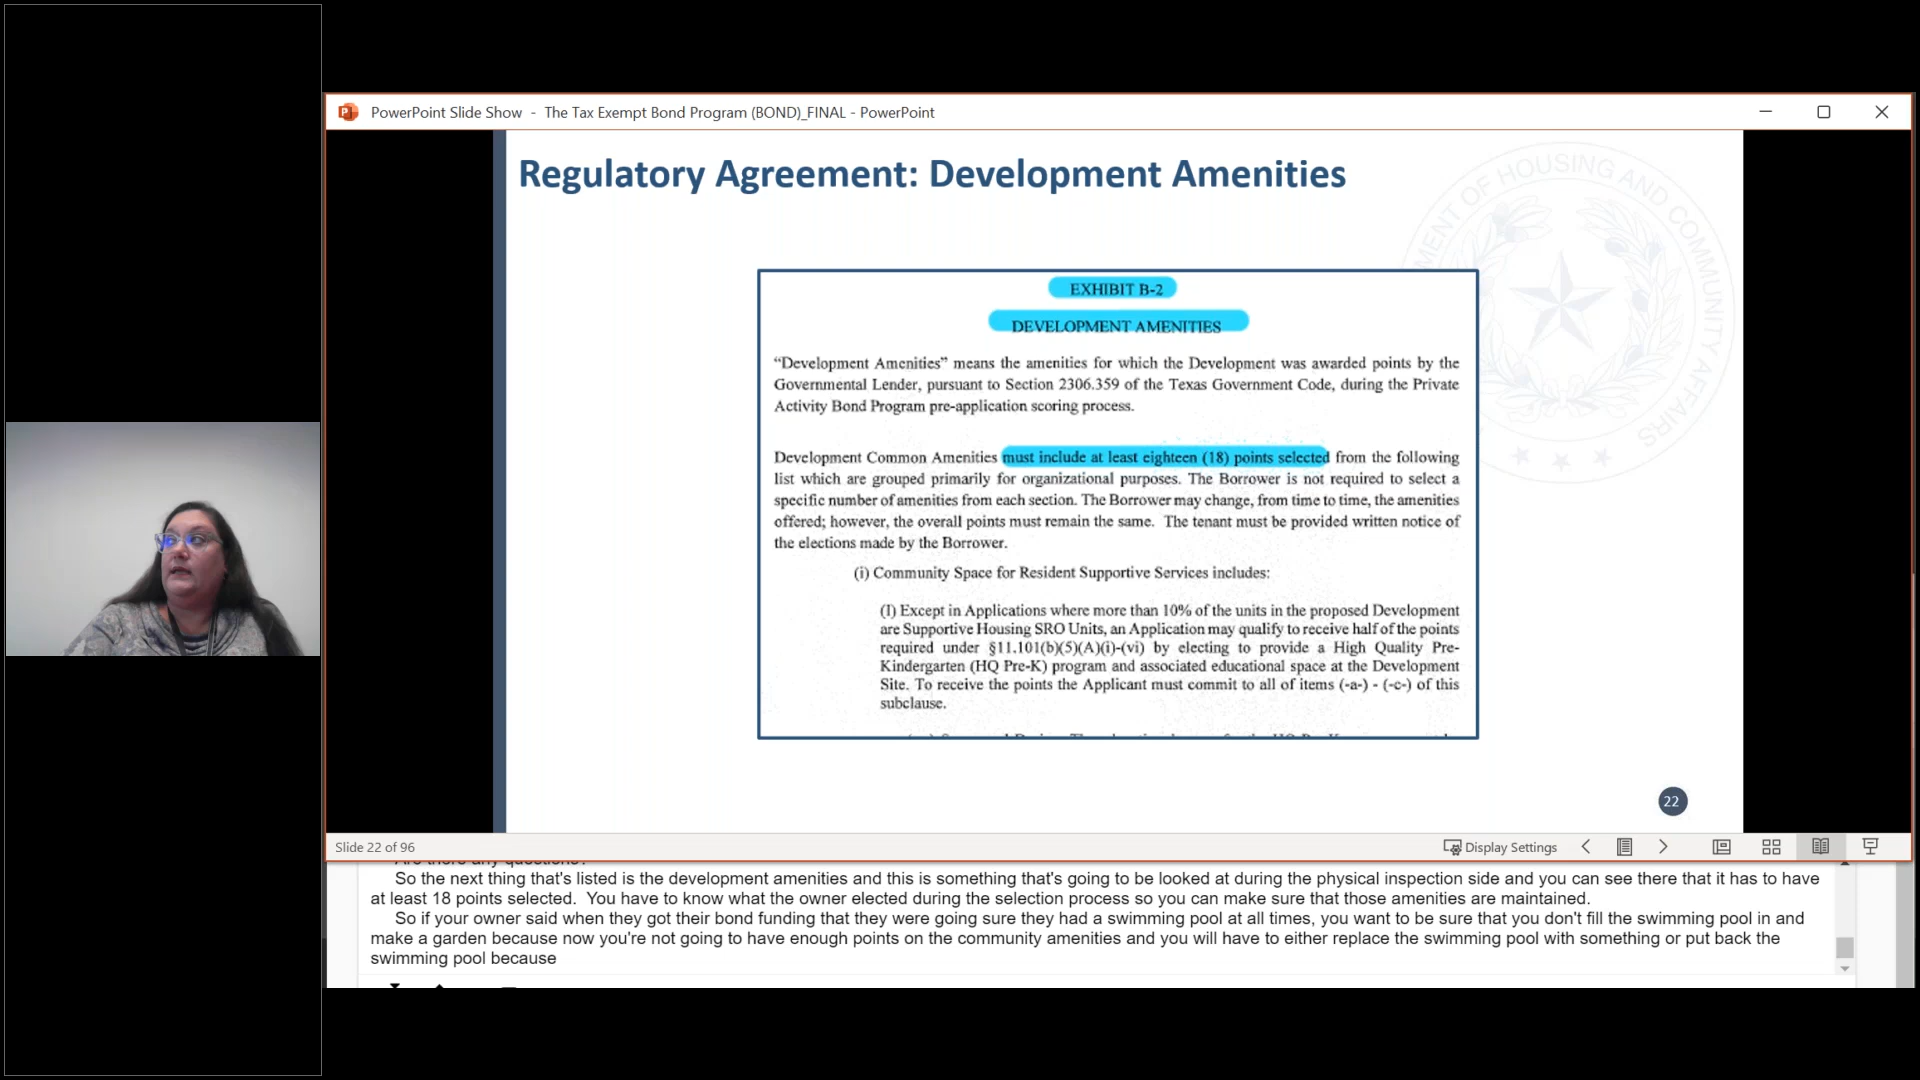 PowerPoint Slide Show - The Tax Exempt Bond Program (BOND)_FINAL - PowerPoint
Regulatory Agreement: Development Amenities
MENT OF HOUSING AND COMMUNITY AFFAIRS
EXHIBIT B-2
DEVELOPMENT AMENITIES
“Development Amenities” means the amenities for which the Development was awarded points by the
Governmental Lender, pursuant to Section 2306.359 of the Texas Government Code, during the Private
Activity Bond Program pre-application scoring process.
Development Common Amenities must include at least eighteen (18) points selected from the following
list which are grouped primarily for organizational purposes. The Borrower is not required to select a
specific number of amenities from each section. The Borrower may change, from time to time, the amenities
offered; however, the overall points must remain the same. The tenant must be provided written notice of
the elections made by the Borrower.
(i) Community Space for Resident Supportive Services includes:
(I) Except in Applications where more than 10% of the units in the proposed Development
are Supportive Housing SRO Units, an Application may qualify to receive half of the points
required under §11.101(b)(5)(A)(i)-(vi) by electing to provide a High Quality Pre-
Kindergarten (HQ Pre-K) program and associated educational space at the Development
Site. To receive the points the Applicant must commit to all of items (-a-) - (-c-) of this
subclause.
22
Slide 22 of 96
Display Settings
Are there any questions?
So the next thing that's listed is the development amenities and this is something that's going to be looked at during the physical inspection side and you can see there that it has to have
at least 18 points selected. You have to know what the owner elected during the selection process so you can make sure that those amenities are maintained.
So if your owner said when they got their bond funding that they were going sure they had a swimming pool at all times, you want to be sure that you don't fill the swimming pool in and
make a garden because now you're not going to have enough points on the community amenities and you will have to either replace the swimming pool with something or put back the
swimming pool because